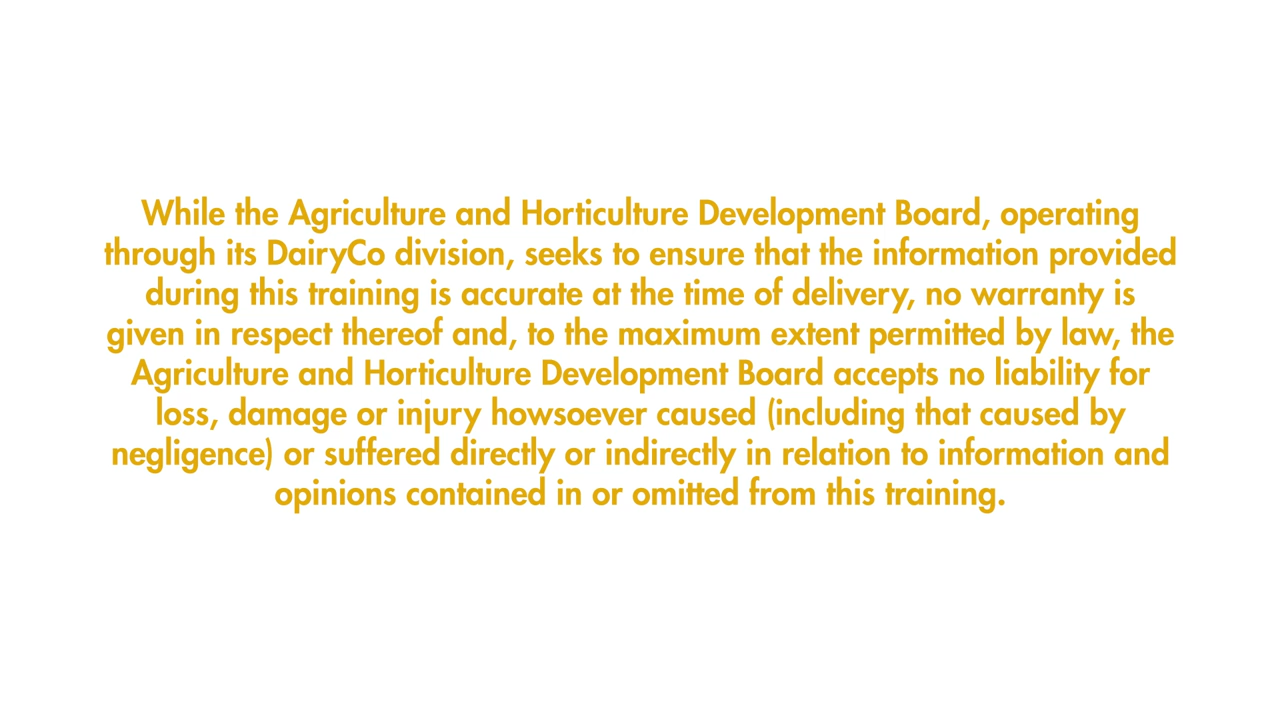 While the Agriculture and Horticulture Development Board, operating
through its DairyCo division, seeks to ensure that the information provided
during this training is accurate at the time of delivery, no warranty is
given in respect thereof and, to the maximum extent permitted by law, the
Agriculture and Horticulture Development Board accepts no liability for
loss, damage or injury howsoever caused (including that caused by
negligence) or suffered directly or indirectly in relation to information and
opinions contained in or omitted from this training.